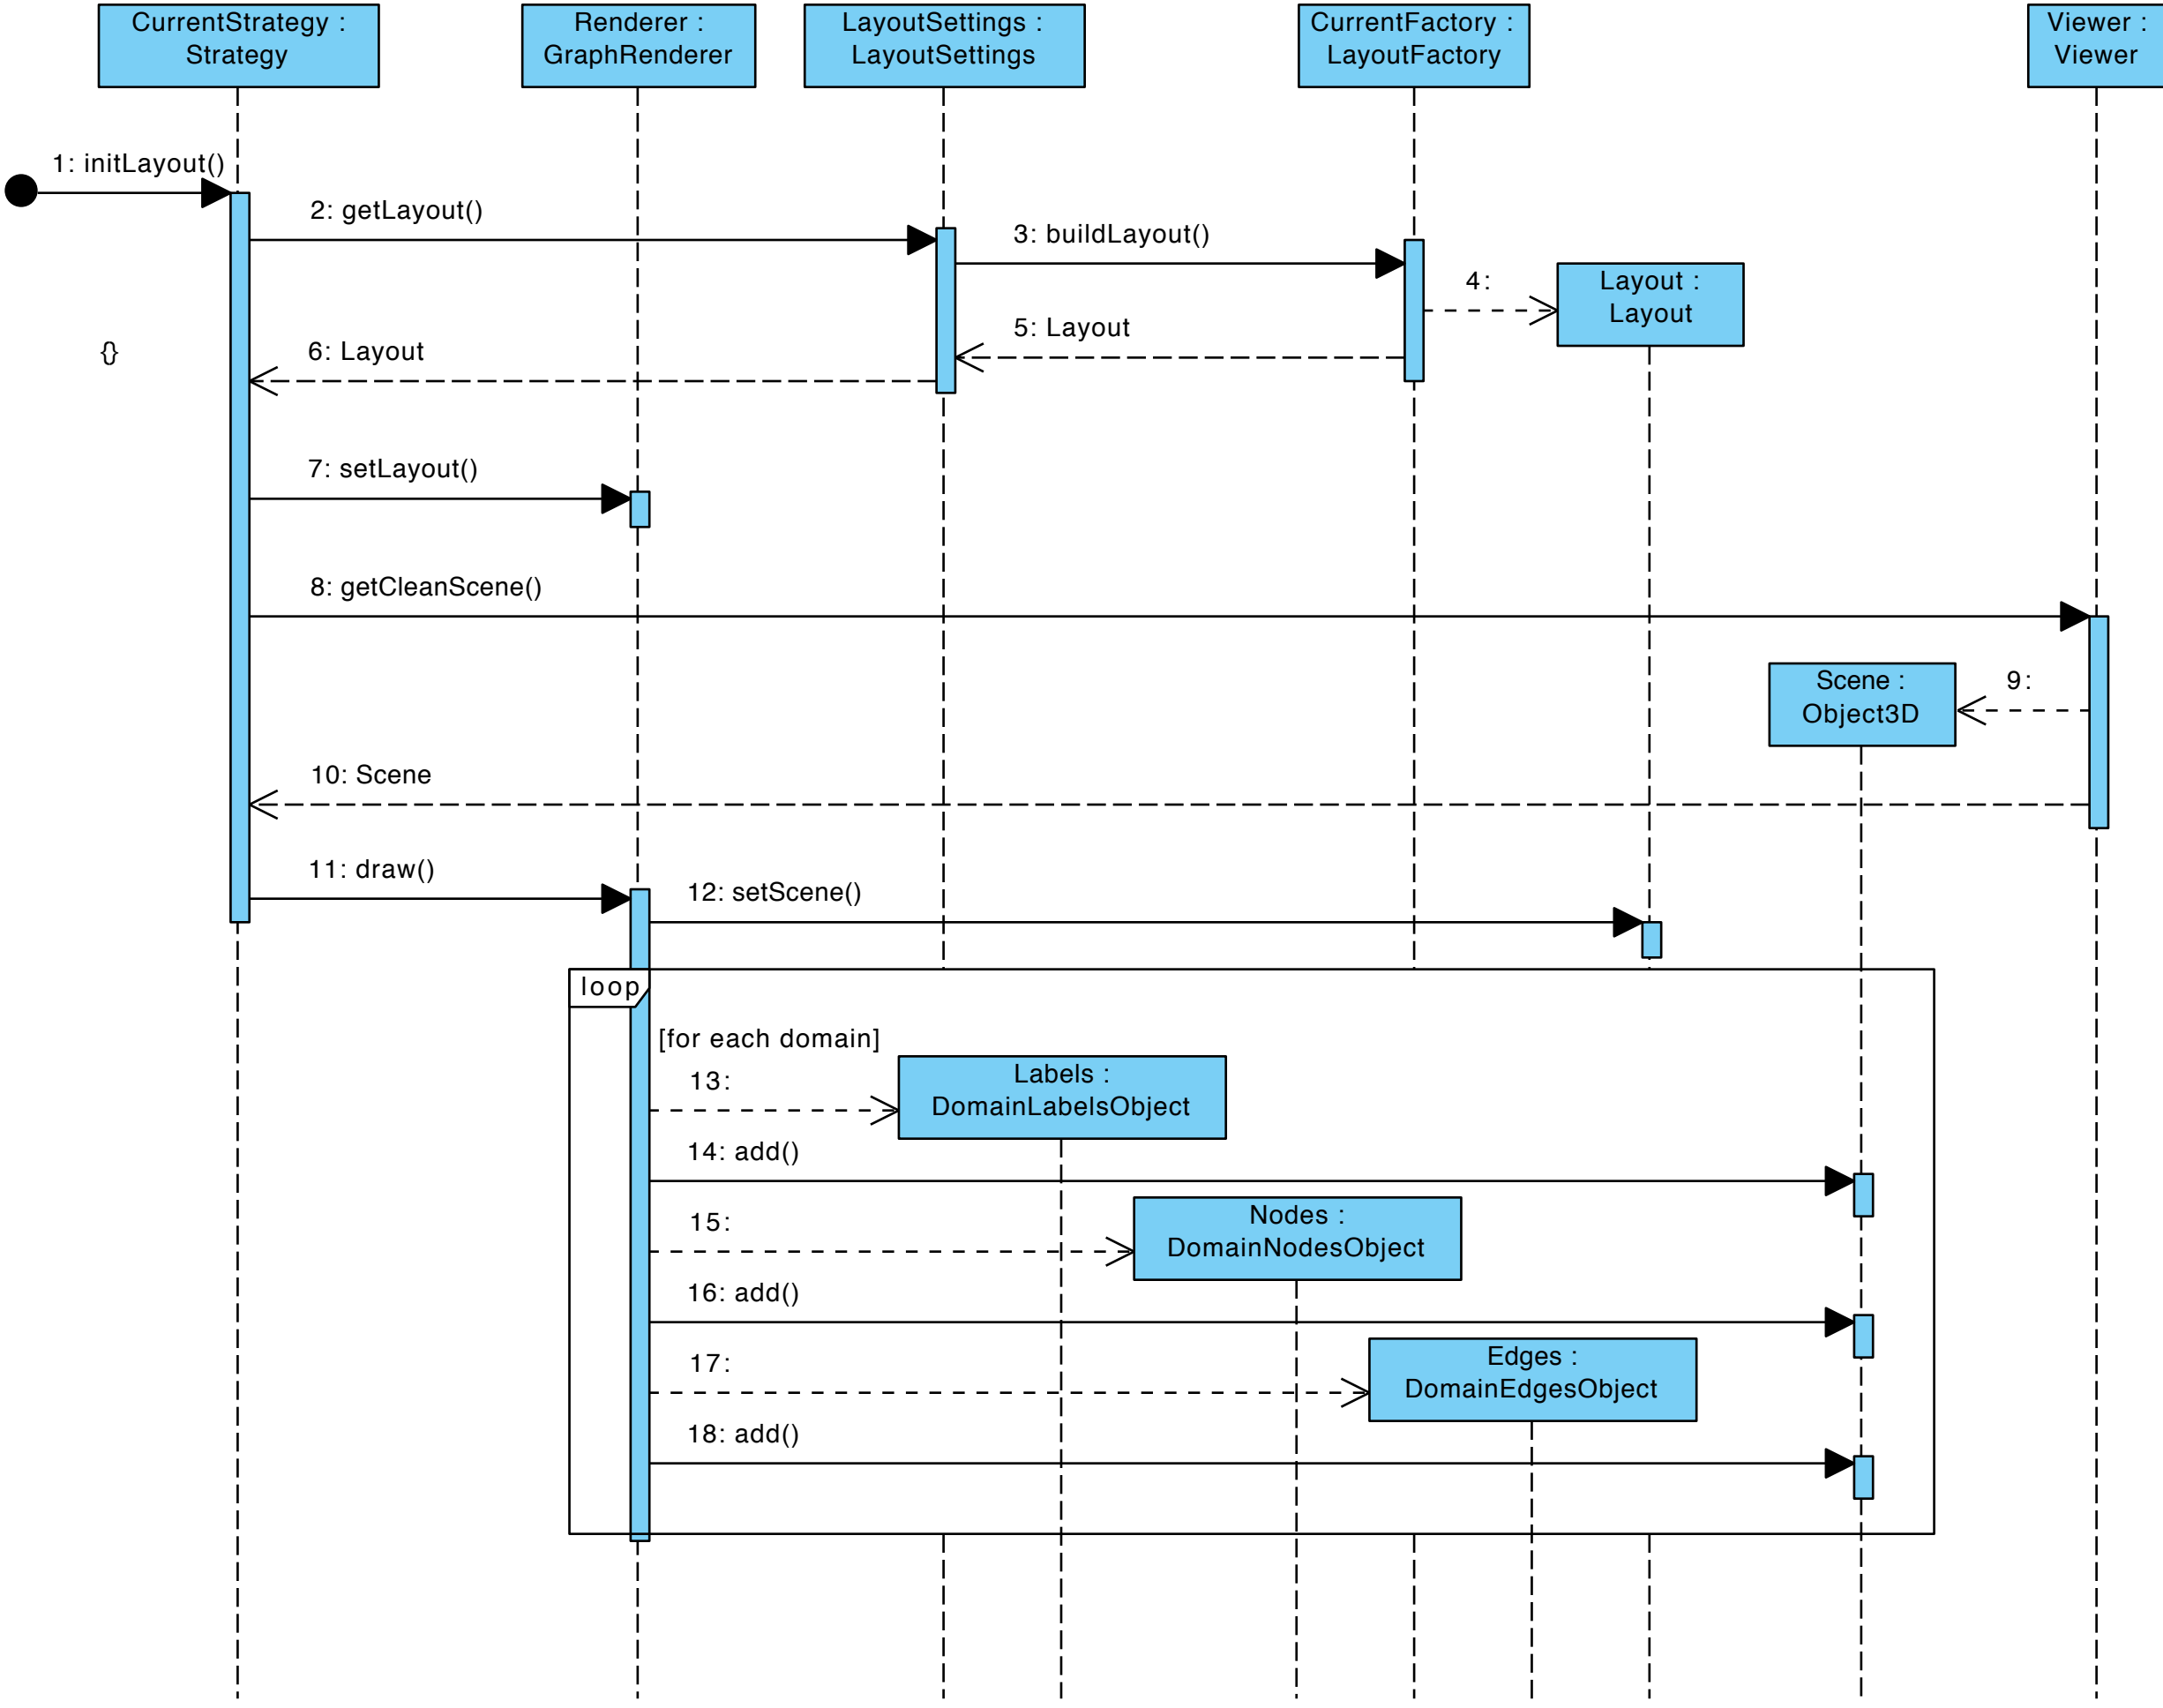 CurrentStrategy :
Strategy
Renderer :
GraphRenderer
LayoutSettings :
LayoutSettings
CurrentFactory :
LayoutFactory
Viewer :
Viewer
1: initLayout()
2: getLayout()
3: buildLayout()
4:
Layout :
Layout
5: Layout
{}
6: Layout
7: setLayout()
8: getCleanScene()
Scene :
Object3D
9:
10: Scene
11: draw()
12: setScene()
loop
[for each domain]
13:
Labels :
DomainLabelsObject
14: add()
15:
Nodes :
DomainNodesObject
16: add()
17:
Edges :
DomainEdgesObject
18: add()